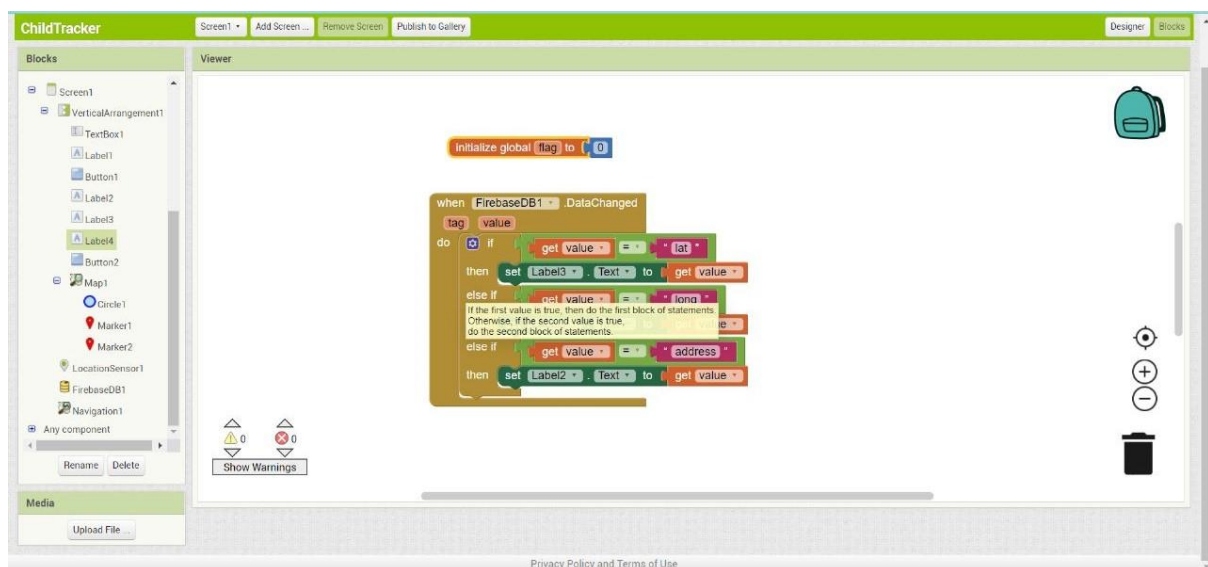 ChildTracker
Screen1 Add Screen ... Remove Screen Publish to Gallery Designer Blocks
Blocks
Viewer
Screen1
VerticalArrangement1
TextBox1
Label1
Button1
Label2
Label3
Label4
Button2
Map1
Circle1
Marker1
Marker2
LocationSensor1
FirebaseDB1
Navigation1
Any component
Rename Delete
Media
Upload File ...
initialize global flag to 0
when FirebaseDB1 .DataChanged
tag value
do if get value = " lat "
then set Label3 . Text to get value
else if get value = " long "
If the first value is true, then do the first block of statements.
Otherwise, if the second value is true,
do the second block of statements.
else if get value = " address "
then set Label2 . Text to get value
0 0
Show Warnings
Privacy Policy and Terms of Use